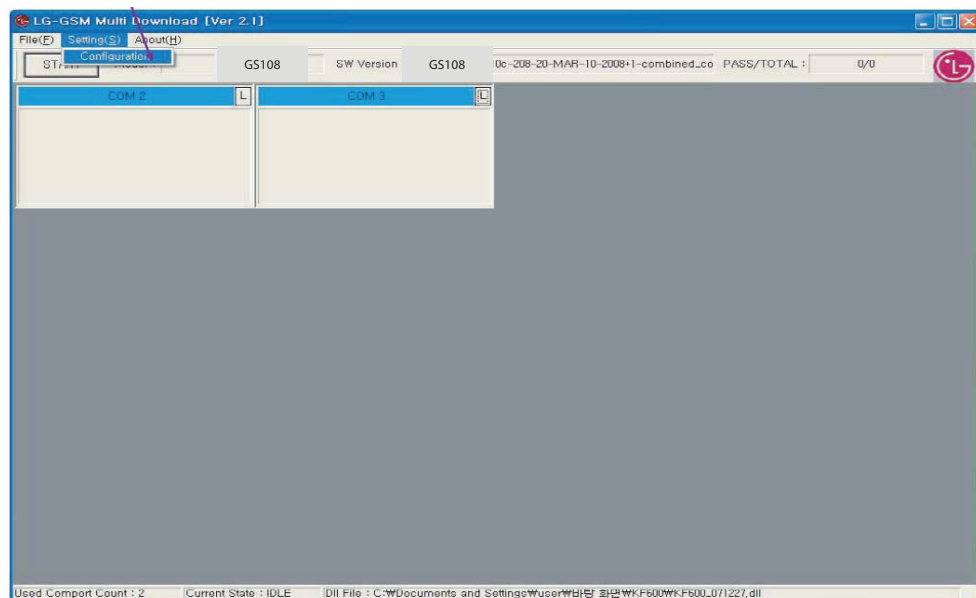 LG-GSM Multi Download [Ver 2.1]
File(F) Setting(S) About(H)
Configuration
GS108 SW Version GS108 10c-208-20-MAR-10-2008+1-combined_co PASS/TOTAL : 0/0
COM 2 L COM 3 L
Used Comport Count : 2 Current State : IDLE Dll File : C:₩Documents and Settings₩user₩바탕 화면₩KF600₩KF600_071227.dll